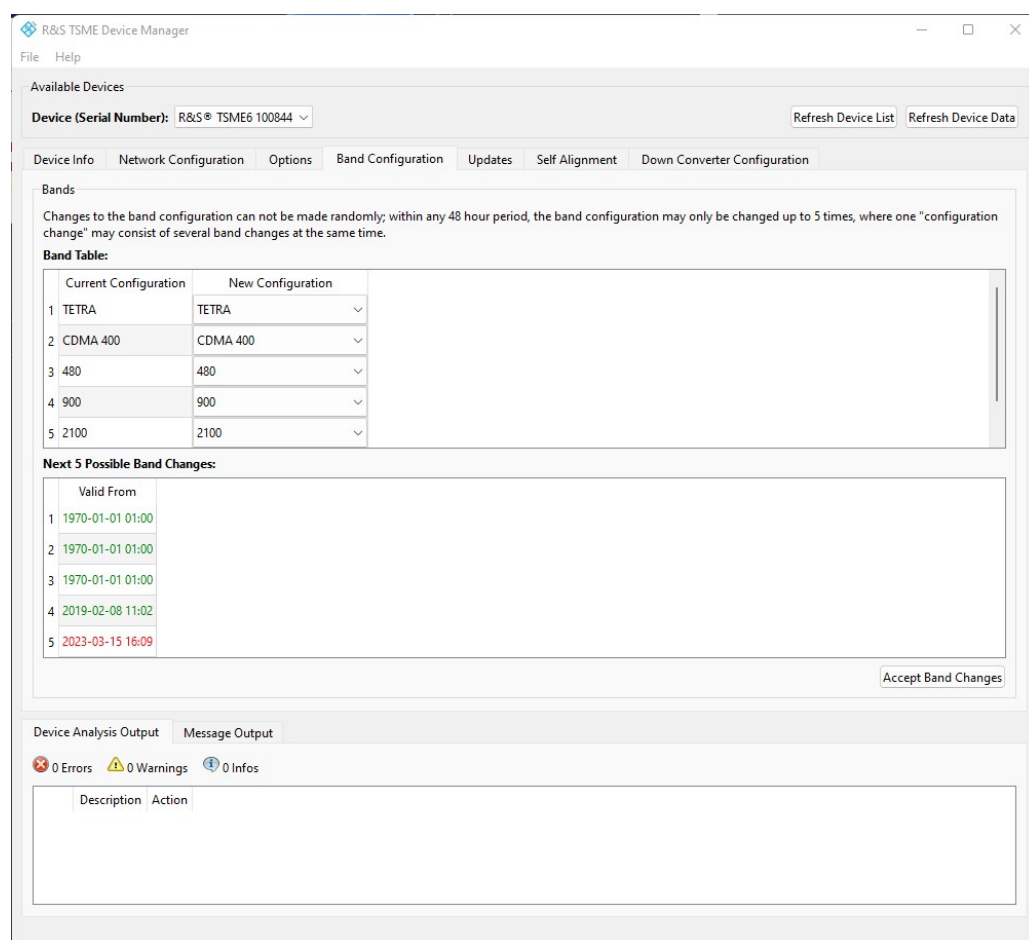 R&S TSME Device Manager
File Help
Available Devices
Device (Serial Number): R&S® TSME6 100844 Refresh Device List Refresh Device Data
Device Info Network Configuration Options Band Configuration Updates Self Alignment Down Converter Configuration
Bands
Changes to the band configuration can not be made randomly; within any 48 hour period, the band configuration may only be changed up to 5 times, where one "configuration
change" may consist of several band changes at the same time.
Band Table:
Current Configuration New Configuration
1 TETRA TETRA
2 CDMA 400 CDMA 400
3 480 480
4 900 900
5 2100 2100
Next 5 Possible Band Changes:
Valid From
1 1970-01-01 01:00
2 1970-01-01 01:00
3 1970-01-01 01:00
4 2019-02-08 11:02
5 2023-03-15 16:09
Accept Band Changes
Device Analysis Output Message Output
0 Errors 0 Warnings 0 Infos
Description Action